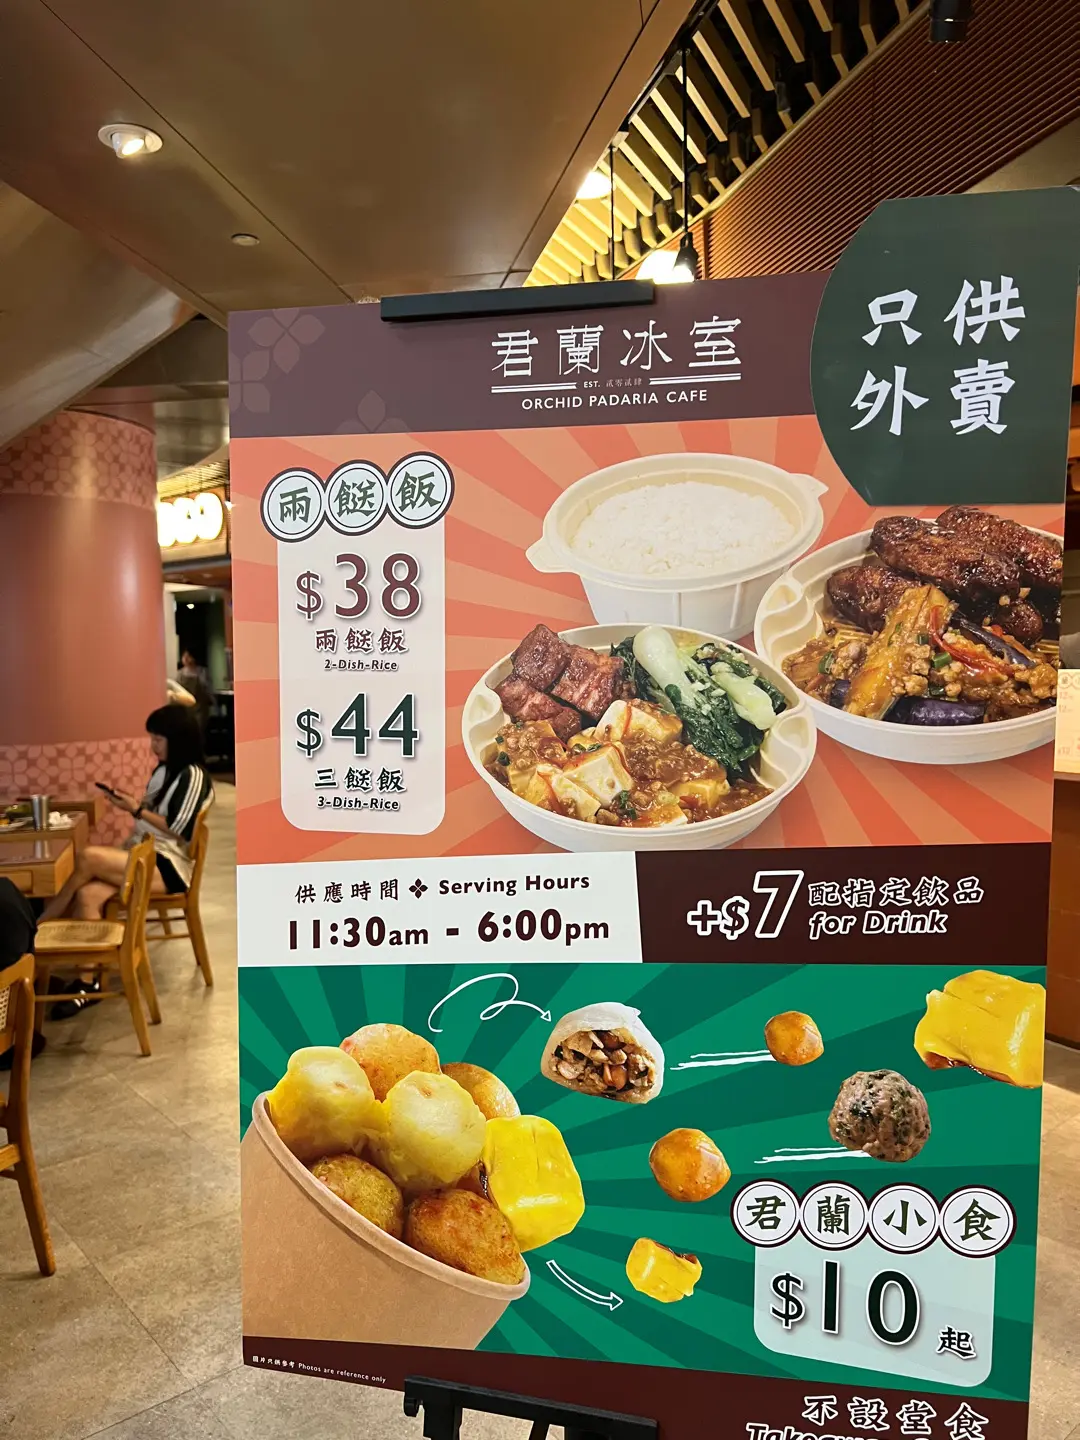 君蘭冰室
EST. 貳零貳肆
ORCHID PADARIA CAFE
只供
外賣
兩餸飯
$38
兩餸飯
2-Dish-Rice
$44
三餸飯
3-Dish-Rice
供應時間 Serving Hours
11:30am - 6:00pm
+$7 配指定飲品
for Drink
君蘭小食
$10起
圖片只供參考 Photos are reference only
不設堂食